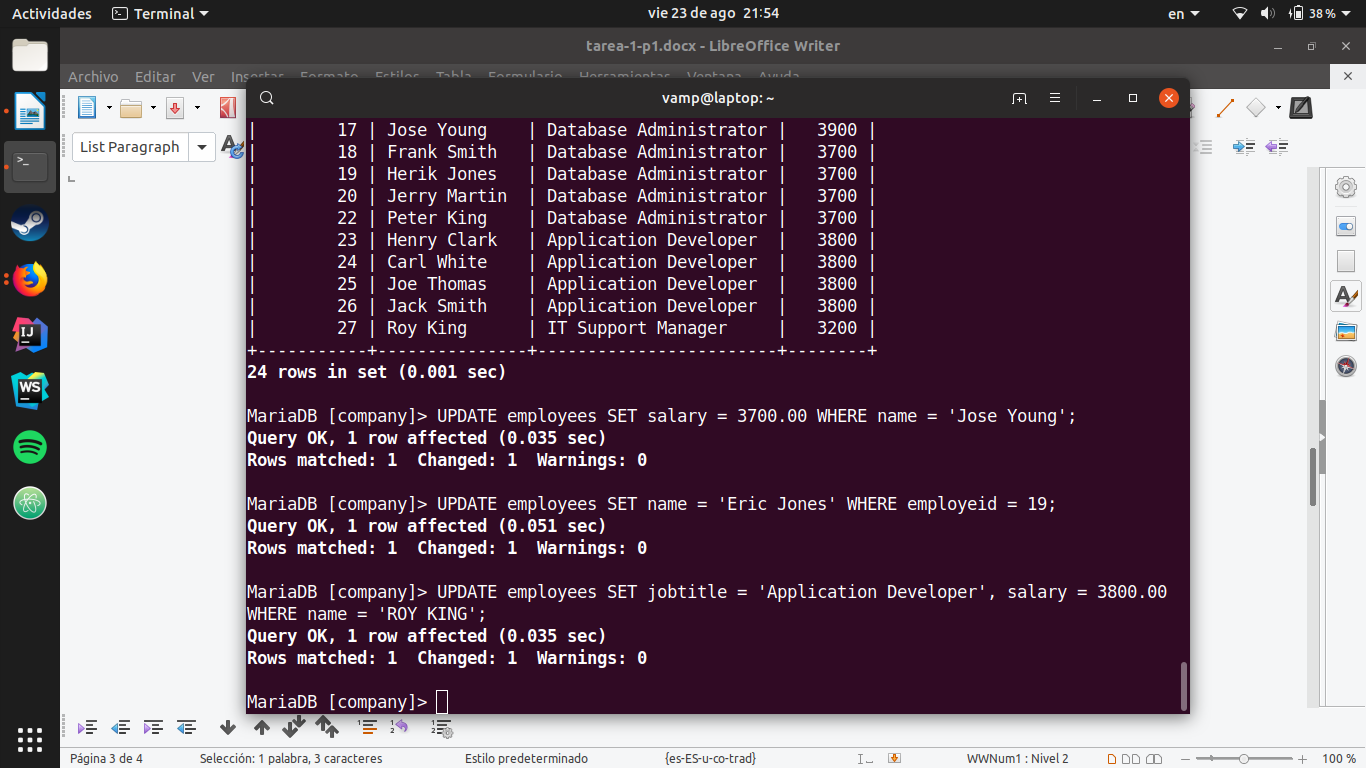 Actividades
Terminal
vie 23 de ago 21:54
en
38 %
tarea-1-p1.docx - LibreOffice Writer
Archivo Editar Ver Insertar Formato Estilos Tabla Formulario Herramientas Ventana Ayuda
vamp@laptop: ~
List Paragraph
| 17 | Jose Young | Database Administrator | 3900 |
| 18 | Frank Smith | Database Administrator | 3700 |
| 19 | Herik Jones | Database Administrator | 3700 |
| 20 | Jerry Martin | Database Administrator | 3700 |
| 22 | Peter King | Database Administrator | 3700 |
| 23 | Henry Clark | Application Developer | 3800 |
| 24 | Carl White | Application Developer | 3800 |
| 25 | Joe Thomas | Application Developer | 3800 |
| 26 | Jack Smith | Application Developer | 3800 |
| 27 | Roy King | IT Support Manager | 3200 |
+-----------+---------------+------------------------+--------+
24 rows in set (0.001 sec)
MariaDB [company]> UPDATE employees SET salary = 3700.00 WHERE name = 'Jose Young';
Query OK, 1 row affected (0.035 sec)
Rows matched: 1  Changed: 1  Warnings: 0
MariaDB [company]> UPDATE employees SET name = 'Eric Jones' WHERE employeid = 19;
Query OK, 1 row affected (0.051 sec)
Rows matched: 1  Changed: 1  Warnings: 0
MariaDB [company]> UPDATE employees SET jobtitle = 'Application Developer', salary = 3800.00
WHERE name = 'ROY KING';
Query OK, 1 row affected (0.035 sec)
Rows matched: 1  Changed: 1  Warnings: 0
MariaDB [company]>
Página 3 de 4
Selección: 1 palabra, 3 caracteres
Estilo predeterminado
{es-ES-u-co-trad}
WWNum1 : Nivel 2
100 %